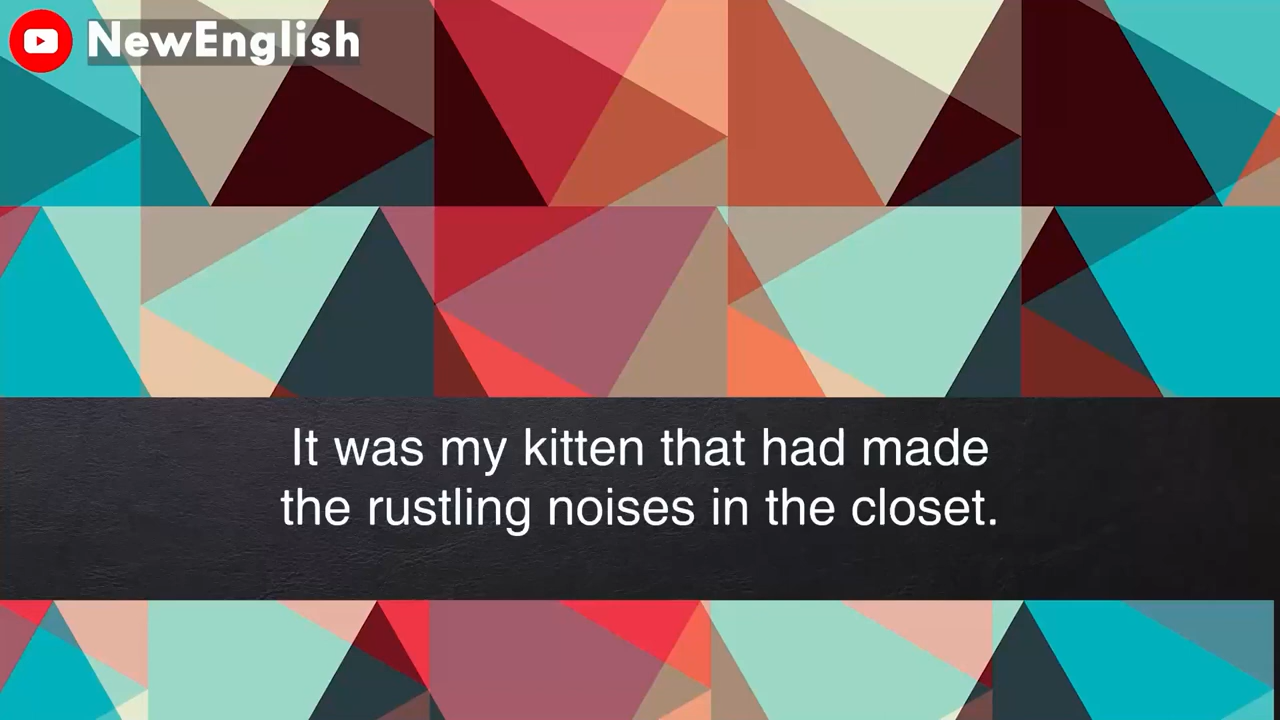 NewEnglish
It was my kitten that had made
the rustling noises in the closet.